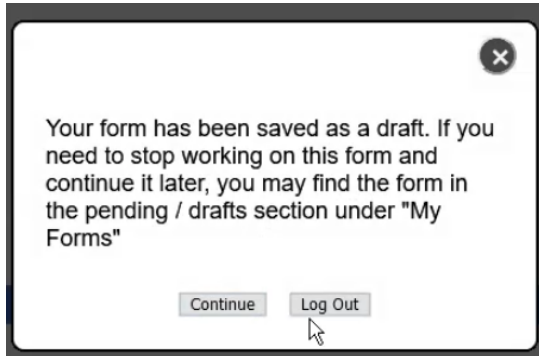 Your form has been saved as a draft. If you
need to stop working on this form and
continue it later, you may find the form in
the pending / drafts section under "My
Forms"
Continue Log Out